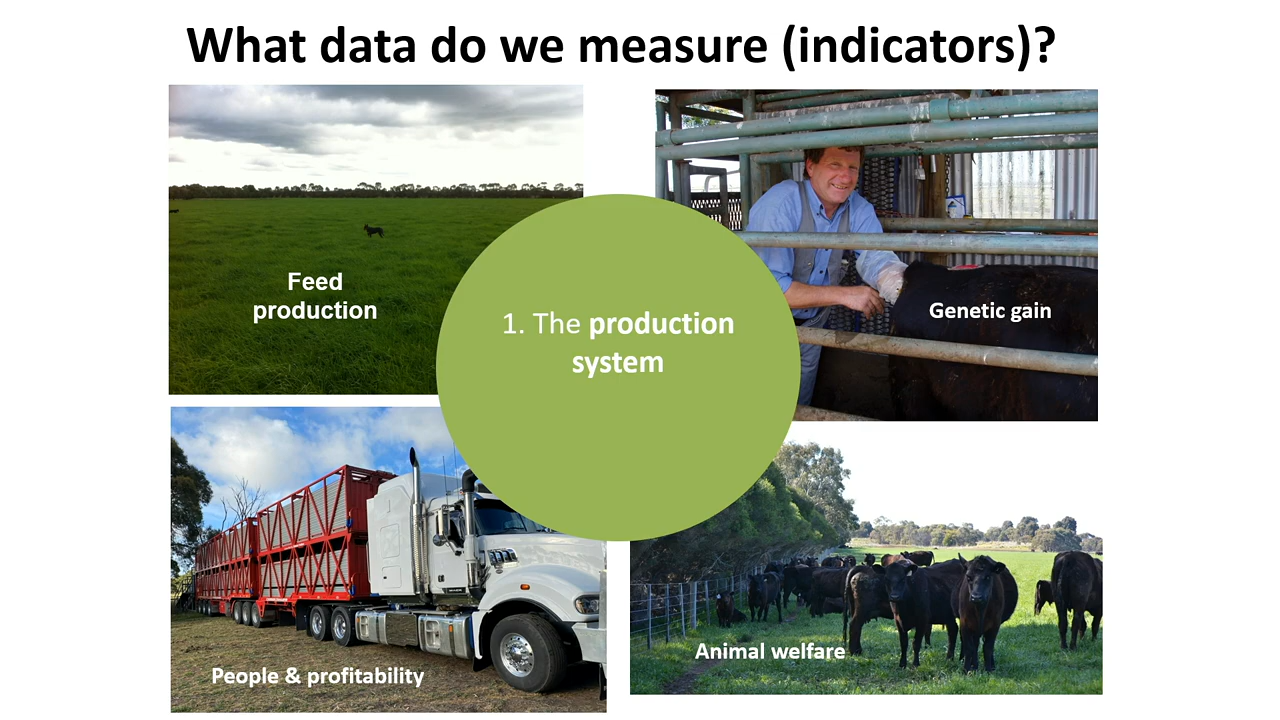 What data do we measure (indicators)?
Feed
production
Genetic gain
1. The production
system
People & profitability
Animal welfare